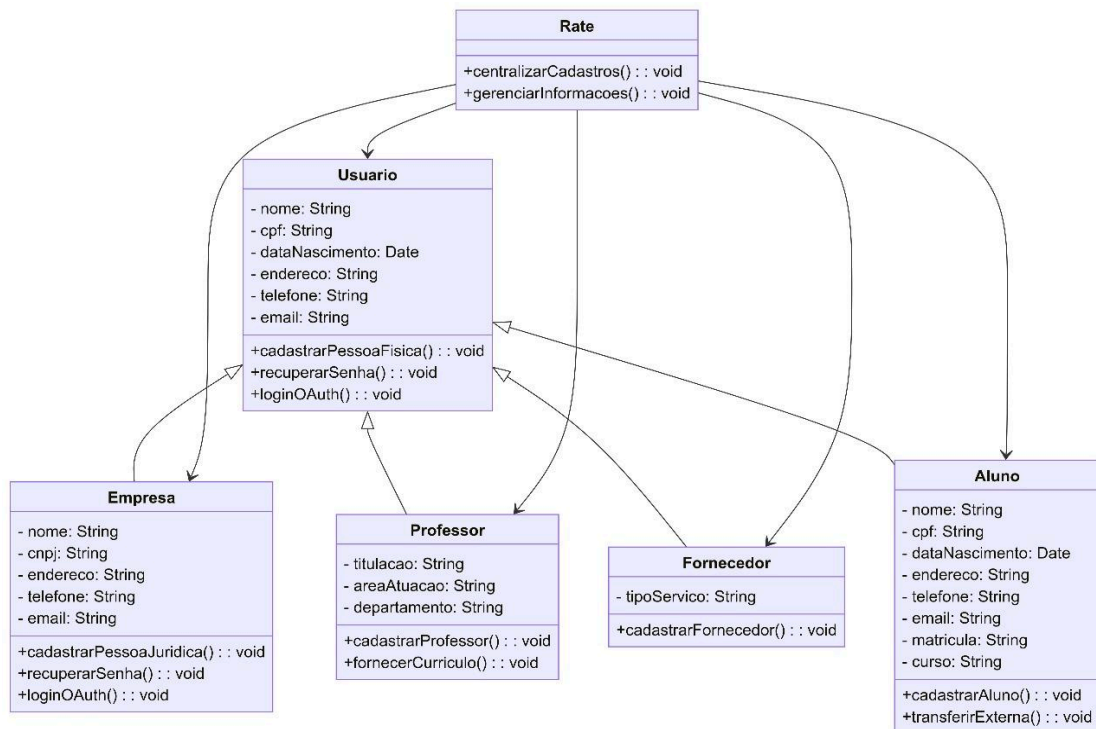 Rate
+centralizarCadastros() : : void
+gerenciarInformacoes() : : void
Usuario
- nome: String
- cpf: String
- dataNascimento: Date
- endereco: String
- telefone: String
- email: String
+cadastrarPessoaFisica() : : void
+recuperarSenha() : : void
+loginOAuth() : : void
Empresa
- nome: String
- cnpj: String
- endereco: String
- telefone: String
- email: String
+cadastrarPessoaJuridica() : : void
+recuperarSenha() : : void
+loginOAuth() : : void
Professor
- titulacao: String
- areaAtuacao: String
- departamento: String
+cadastrarProfessor() : : void
+fornecerCurriculo() : : void
Fornecedor
- tipoServico: String
+cadastrarFornecedor() : : void
Aluno
- nome: String
- cpf: String
- dataNascimento: Date
- endereco: String
- telefone: String
- email: String
- matricula: String
- curso: String
+cadastrarAluno() : : void
+transferirExterna() : : void